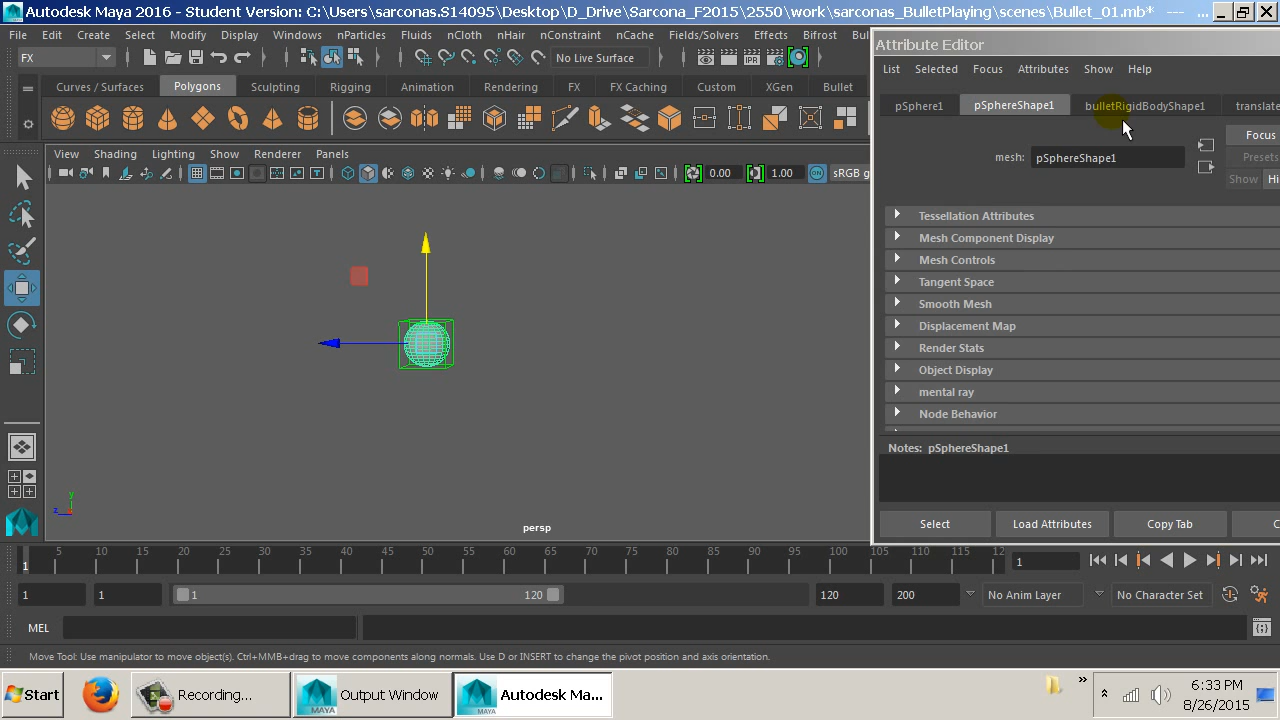 Autodesk Maya 2016 - Student Version: C:\Users\sarconasS14095\Desktop\D_Drive\Sarcona_F2015\2550\work\sarconas_BulletPlaying\scenes\Bullet_01.mb* --- ...
File Edit Create Select Modify Display Windows nParticles Fluids nCloth nHair nConstraint nCache Fields/Solvers Effects Bifrost Bul
FX No Live Surface
Curves / Surfaces Polygons Sculpting Rigging Animation Rendering FX FX Caching Custom XGen Bullet
View Shading Lighting Show Renderer Panels
0.00 1.00 ON sRGB g
Attribute Editor
List Selected Focus Attributes Show Help
pSphere1 pSphereShape1 bulletRigidBodyShape1 translate
Focus
mesh: pSphereShape1 Presets
Show Hi
Tessellation Attributes
Mesh Component Display
Mesh Controls
Tangent Space
Smooth Mesh
Displacement Map
Render Stats
Object Display
mental ray
Node Behavior
Notes: pSphereShape1
Select Load Attributes Copy Tab C
y
z
persp
5 10 15 20 25 30 35 40 45 50 55 60 65 70 75 80 85 90 95 100 105 110 115 12
1 1
1 1 1 120 120 200 No Anim Layer No Character Set
MEL
Move Tool: Use manipulator to move object(s). Ctrl+MMB+drag to move components along normals. Use D or INSERT to change the pivot position and axis orientation.
Start Recording... MAYA Output Window MAYA Autodesk Ma... 6:33 PM
8/26/2015